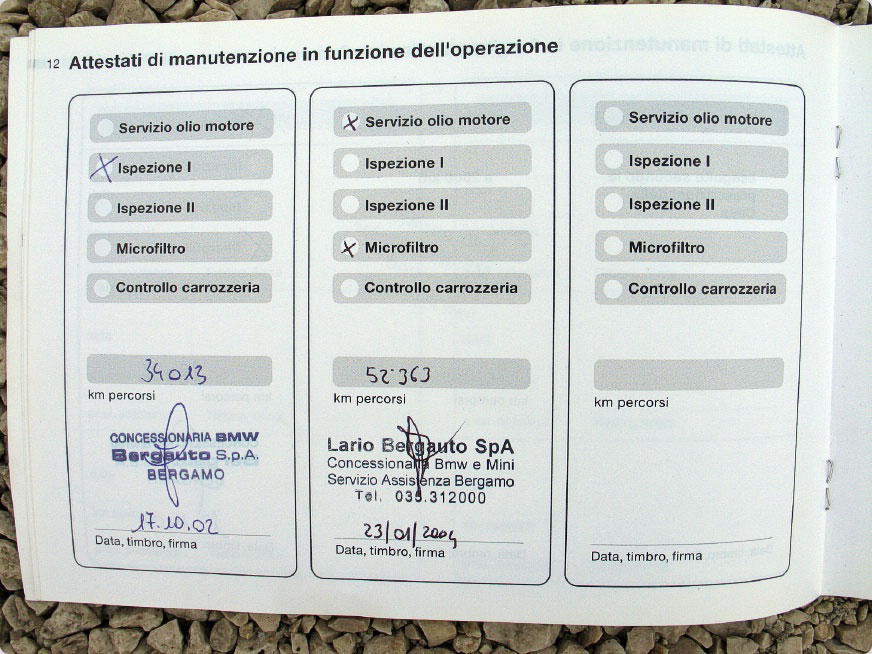 12 Attestati di manutenzione in funzione dell'operazione
Servizio olio motore
X Ispezione I
Ispezione II
Microfiltro
Controllo carrozzeria
34013
km percorsi
CONCESSIONARIA BMW
Bergauto S.p.A.
BERGAMO
17.10.02
Data, timbro, firma
X Servizio olio motore
Ispezione I
Ispezione II
X Microfiltro
Controllo carrozzeria
52'363
km percorsi
Lario Bergauto SpA
Concessionaria Bmw e Mini
Servizio Assistenza Bergamo
Tel. 035.312000
23/01/2004
Data, timbro, firma
Servizio olio motore
Ispezione I
Ispezione II
Microfiltro
Controllo carrozzeria
km percorsi
Data, timbro, firma